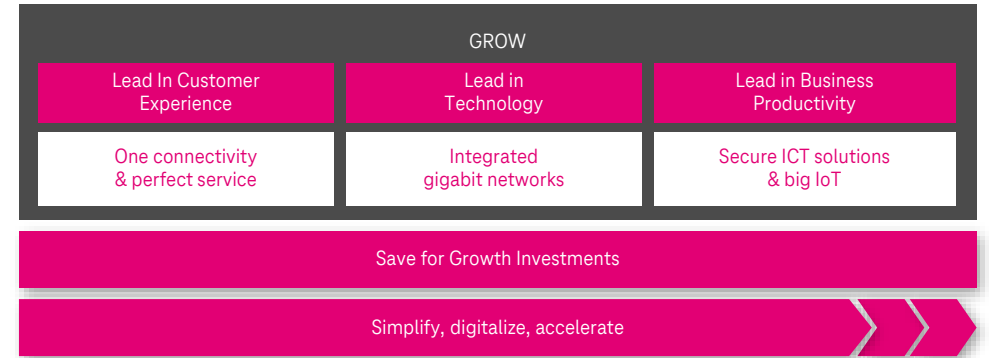 GROW
Lead In Customer
Experience
Lead in
Technology
Lead in Business
Productivity
One connectivity
& perfect service
Integrated
gigabit networks
Secure ICT solutions
& big IoT
Save for Growth Investments
Simplify, digitalize, accelerate